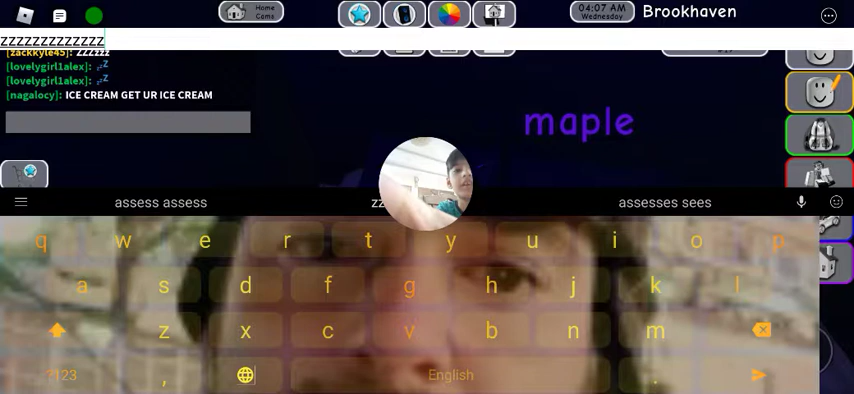 Home
Cams
04:07 AM
Wednesday
Brookhaven
zzzzzzzzzzzzz
[zackkyle45]: ZZZzzz
[lovelygirl1alex]: 💤
[lovelygirl1alex]: 💤
[nagalocy]: ICE CREAM GET UR ICE CREAM
maple
assess assess
zz
assesses sees
q w e r t y u i o p
a s d f g h j k l
z x c v b n m
?123 , English .